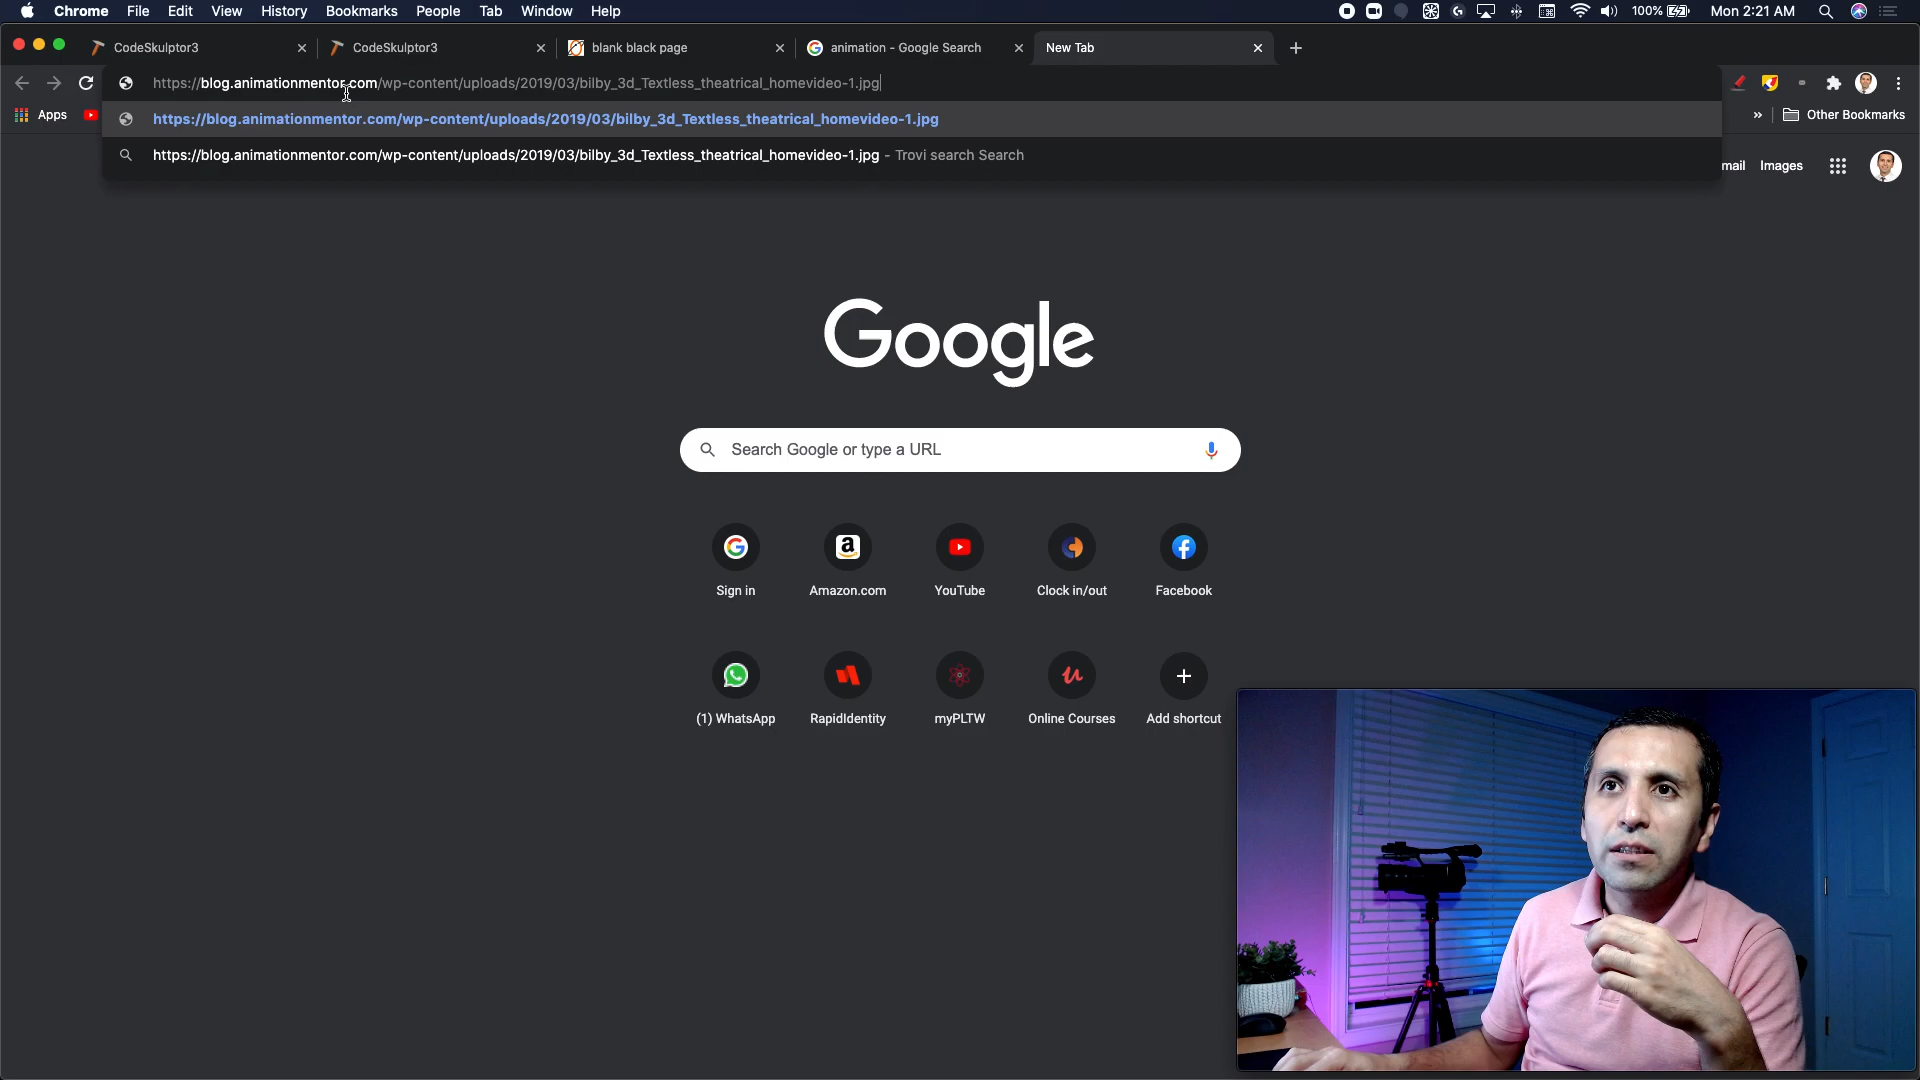 Chrome File Edit View History Bookmarks People Tab Window Help 100% Mon 2:21 AM
CodeSkulptor3 CodeSkulptor3 blank black page animation - Google Search New Tab
https://blog.animationmentor.com/wp-content/uploads/2019/03/bilby_3d_Textless_theatrical_homevideo-1.jpg
Apps https://blog.animationmentor.com/wp-content/uploads/2019/03/bilby_3d_Textless_theatrical_homevideo-1.jpg » Other Bookmarks
https://blog.animationmentor.com/wp-content/uploads/2019/03/bilby_3d_Textless_theatrical_homevideo-1.jpg - Trovi search Search
mail Images
Google
Search Google or type a URL
Sign in Amazon.com YouTube Clock in/out Facebook
(1) WhatsApp RapidIdentity myPLTW Online Courses Add shortcut